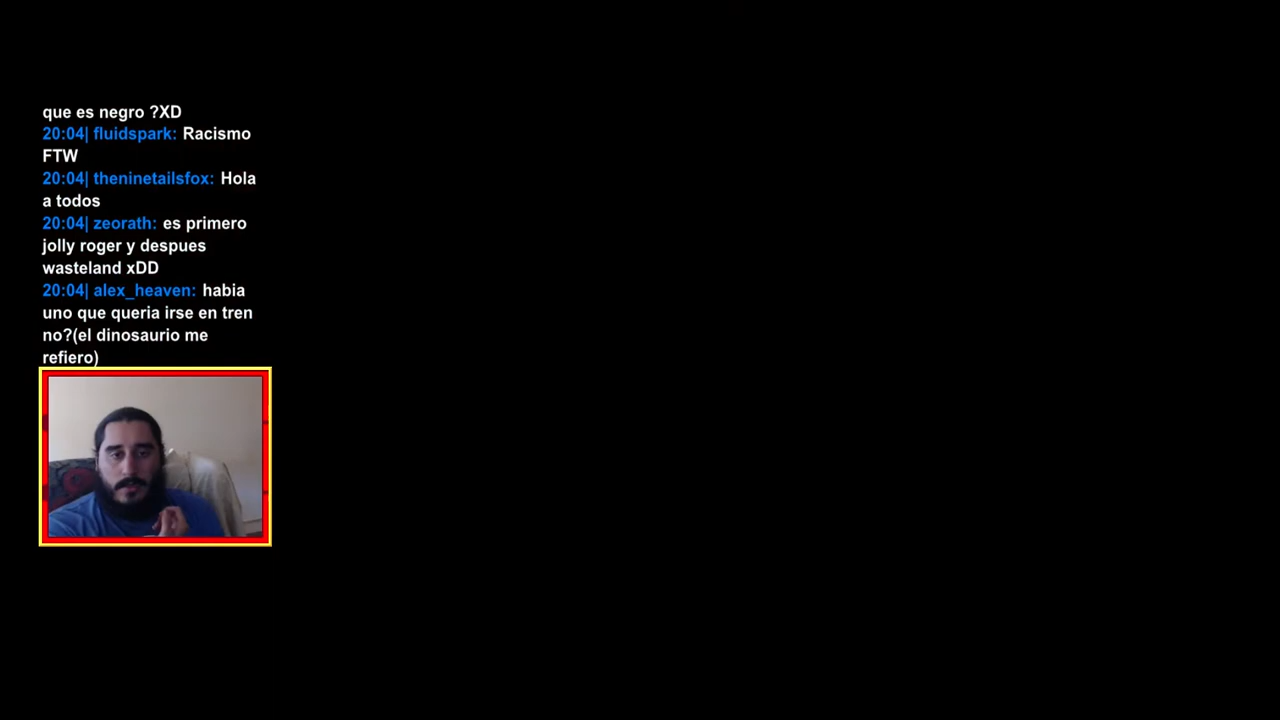 que es negro ?XD
20:04| fluidspark: Racismo
FTW
20:04| theninetailsfox: Hola
a todos
20:04| zeorath: es primero
jolly roger y despues
wasteland xDD
20:04| alex_heaven: habia
uno que queria irse en tren
no?(el dinosaurio me
refiero)